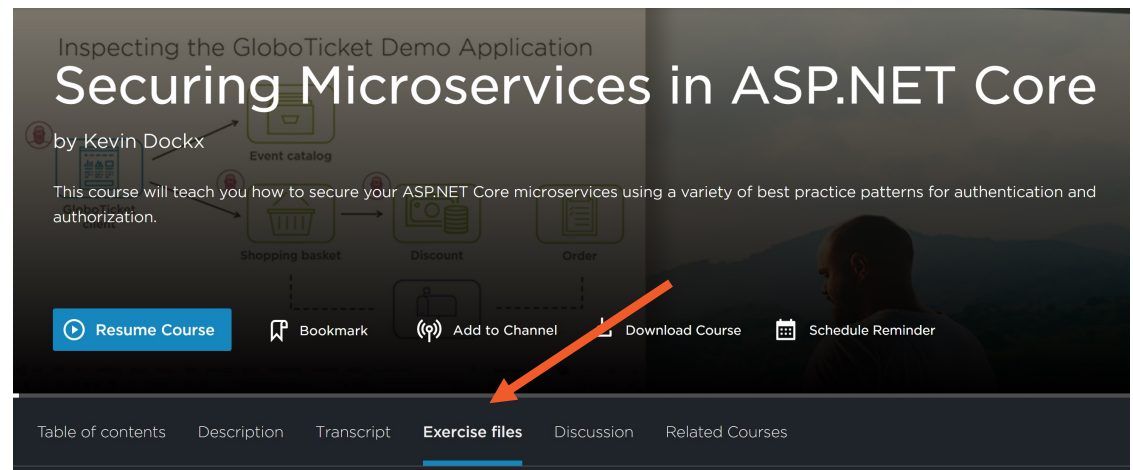 Inspecting the GloboTicket Demo Application
Securing Microservices in ASP.NET Core
by Kevin Dockx
Event catalog
This course will teach you how to secure your ASP.NET Core microservices using a variety of best practice patterns for authentication and
authorization.
GloboTicket
client
Shopping basket
Discount
Order
Resume Course
Bookmark
Add to Channel
Download Course
Schedule Reminder
Table of contents
Description
Transcript
Exercise files
Discussion
Related Courses